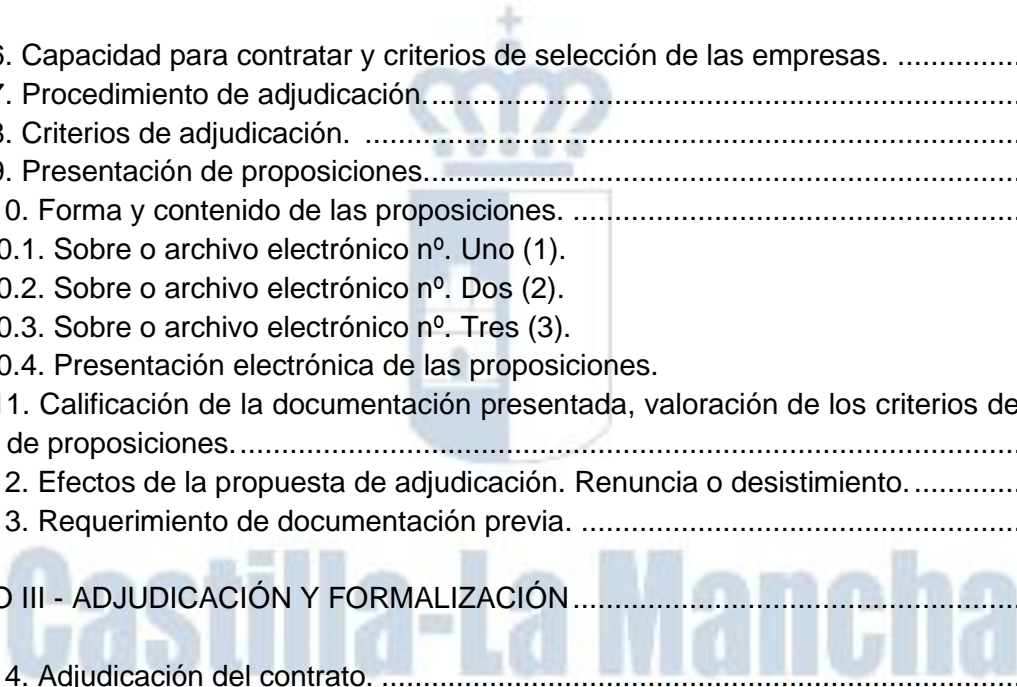 6. Capacidad para contratar y criterios de selección de las empresas. ...............
7. Procedimiento de adjudicación. ...............
8. Criterios de adjudicación. ...............
9. Presentación de proposiciones. ...............
0. Forma y contenido de las proposiciones. ...............
0.1. Sobre o archivo electrónico nº. Uno (1).
0.2. Sobre o archivo electrónico nº. Dos (2).
0.3. Sobre o archivo electrónico nº. Tres (3).
0.4. Presentación electrónica de las proposiciones.
11. Calificación de la documentación presentada, valoración de los criterios de
de proposiciones. ...............
2. Efectos de la propuesta de adjudicación. Renuncia o desistimiento. ...............
3. Requerimiento de documentación previa. ...............
O III - ADJUDICACIÓN Y FORMALIZACIÓN ...............
Castilla-La Mancha
4. Adjudicación del contrato. ...............